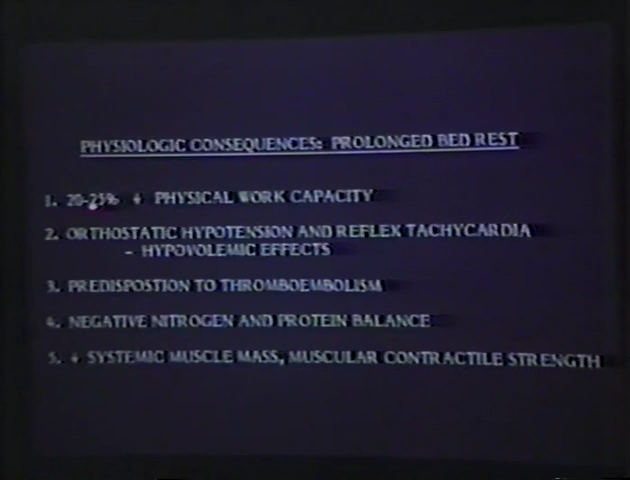 PHYSIOLOGIC CONSEQUENCES: PROLONGED BED REST
1. 20-25% ↓ PHYSICAL WORK CAPACITY
2. ORTHOSTATIC HYPOTENSION AND REFLEX TACHYCARDIA
- HYPOVOLEMIC EFFECTS
3. PREDISPOSTION TO THROMBOEMBOLISM
4. NEGATIVE NITROGEN AND PROTEIN BALANCE
5. ↓ SYSTEMIC MUSCLE MASS, MUSCULAR CONTRACTILE STRENGTH